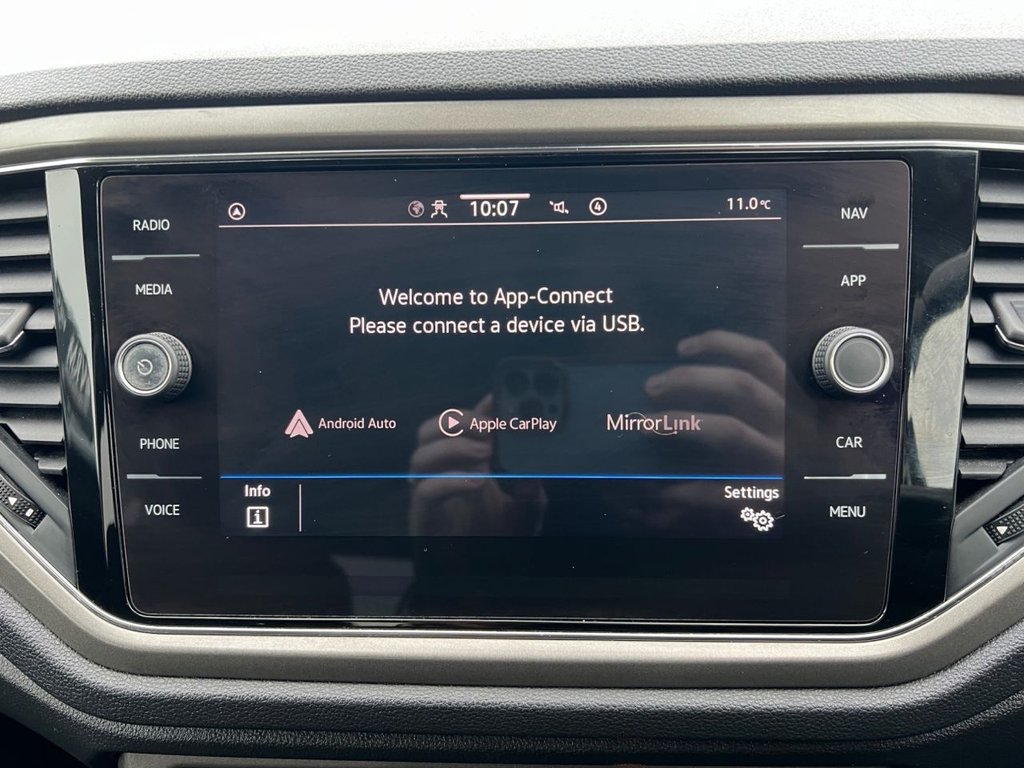 RADIO
MEDIA
PHONE
VOICE
10:07
4
11.0°C
Welcome to App-Connect
Please connect a device via USB.
Android Auto
Apple CarPlay
MirrorLink
Info
i
Settings
NAV
APP
CAR
MENU